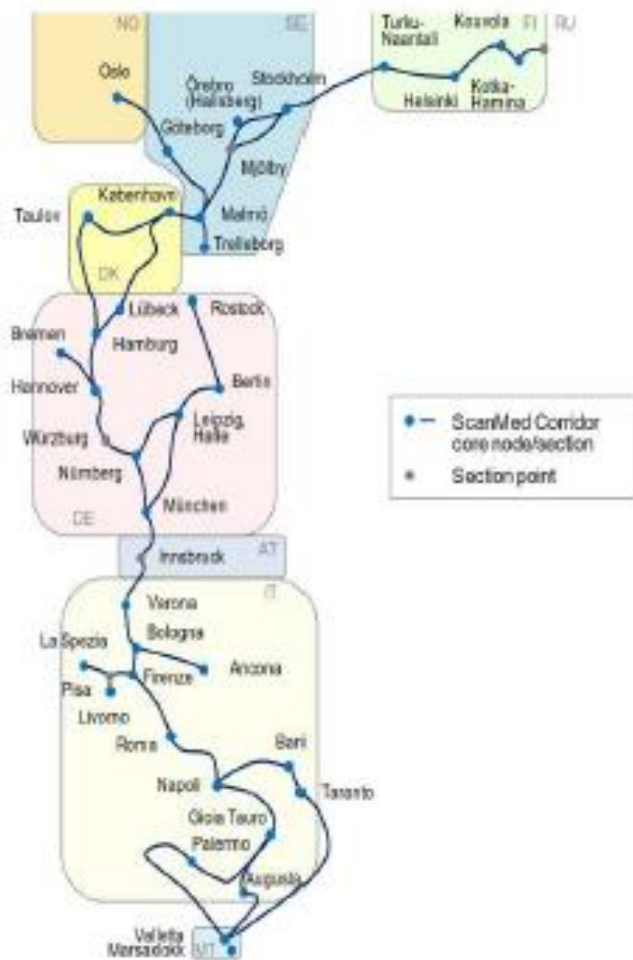 NO
SE
FI
RU
Turku-
Naantali
Kouvola
Oslo
Örebro
(Hallsberg)
Stockholm
Helsinki
Kotka-
Hamina
Göteborg
Mjölby
København
Taulov
Malmö
Trelleborg
DK
Lübeck
Rostock
Bremen
Hamburg
Hannover
Berlin
Leipzig,
Halle
Würzburg
Nürnberg
München
DE
ScanMed Corridor
core node/section
Section point
AT
Innsbruck
IT
Verona
Bologna
La Spezia
Ancona
Pisa
Firenze
Livorno
Roma
Bari
Napoli
Taranto
Gioia Tauro
Palermo
Augusta
Valletta
Marsaxlokk
MT